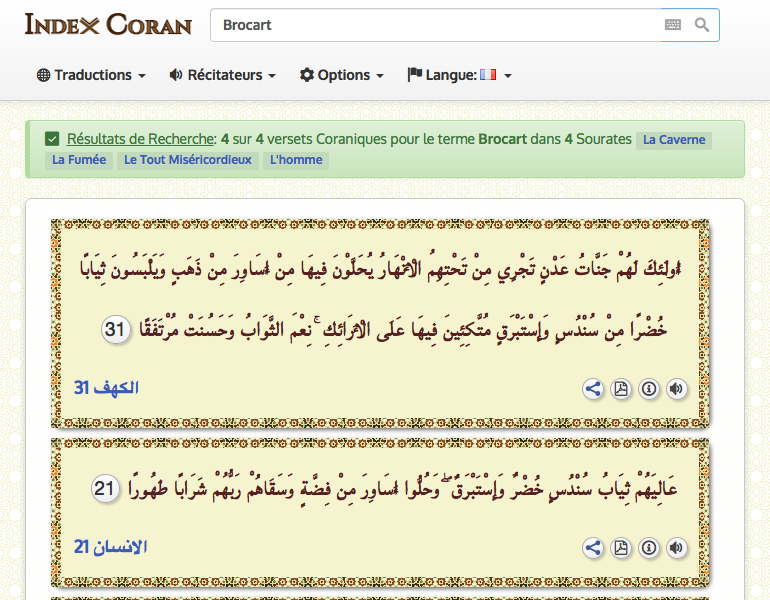 INDEX CORAN
Brocart
Traductions Récitateurs Options Langue:
Résultats de Recherche: 4 sur 4 versets Coraniques pour le terme Brocart dans 4 Sourates La Caverne
La Fumée Le Tout Miséricordieux L'homme
أُولَئِكَ لَهُمْ جَنَّاتُ عَدْنٍ تَجْرِي مِنْ تَحْتِهِمُ الْأَنْهَارُ يُحَلَّوْنَ فِيهَا مِنْ أَسَاوِرَ مِنْ ذَهَبٍ وَيَلْبَسُونَ ثِيَابًا
خُضْرًا مِنْ سُنْدُسٍ وَإِسْتَبْرَقٍ مُتَّكِئِينَ فِيهَا عَلَى الْأَرَائِكِ ۚ نِعْمَ الثَّوَابُ وَحَسُنَتْ مُرْتَفَقًا 31
الكهف 31
عَالِيَهُمْ ثِيَابُ سُنْدُسٍ خُضْرٌ وَإِسْتَبْرَقٌ ۖ وَحُلُّوا أَسَاوِرَ مِنْ فِضَّةٍ وَسَقَاهُمْ رَبُّهُمْ شَرَابًا طَهُورًا 21
الانسان 21